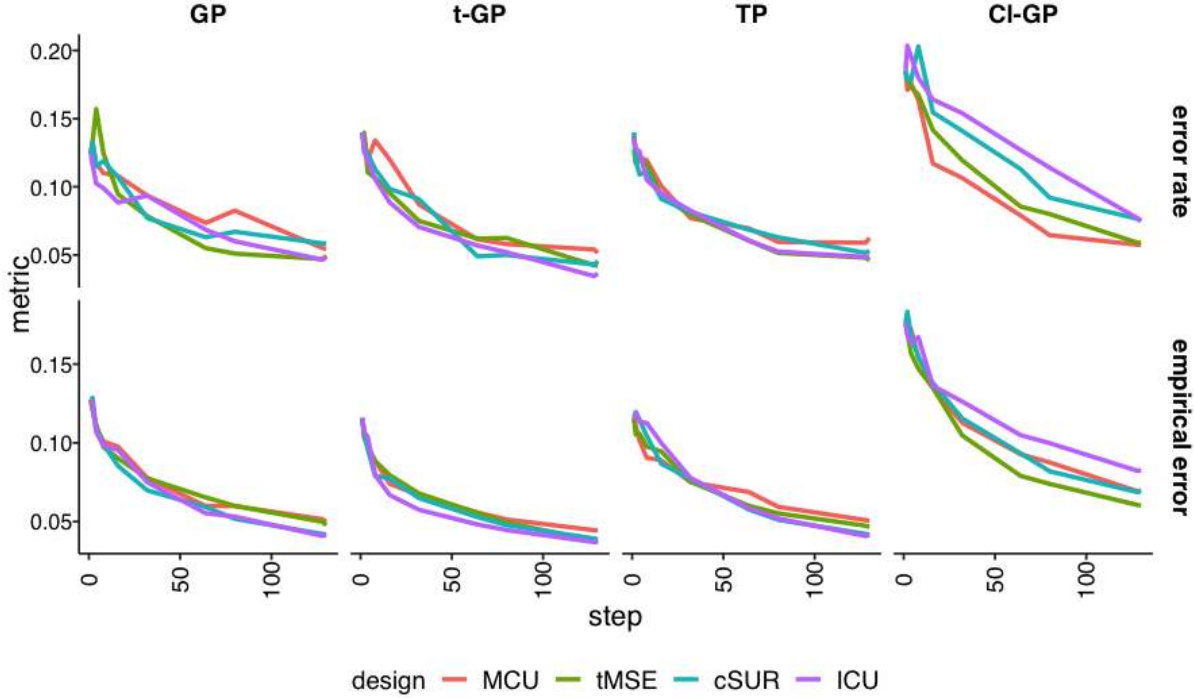 GP t-GP TP Cl-GP
0.20
0.15
0.10
0.05
error rate
metric
0.15
0.10
0.05
empirical error
0 50 100 0 50 100 0 50 100 0 50 100
step
design MCU tMSE cSUR ICU